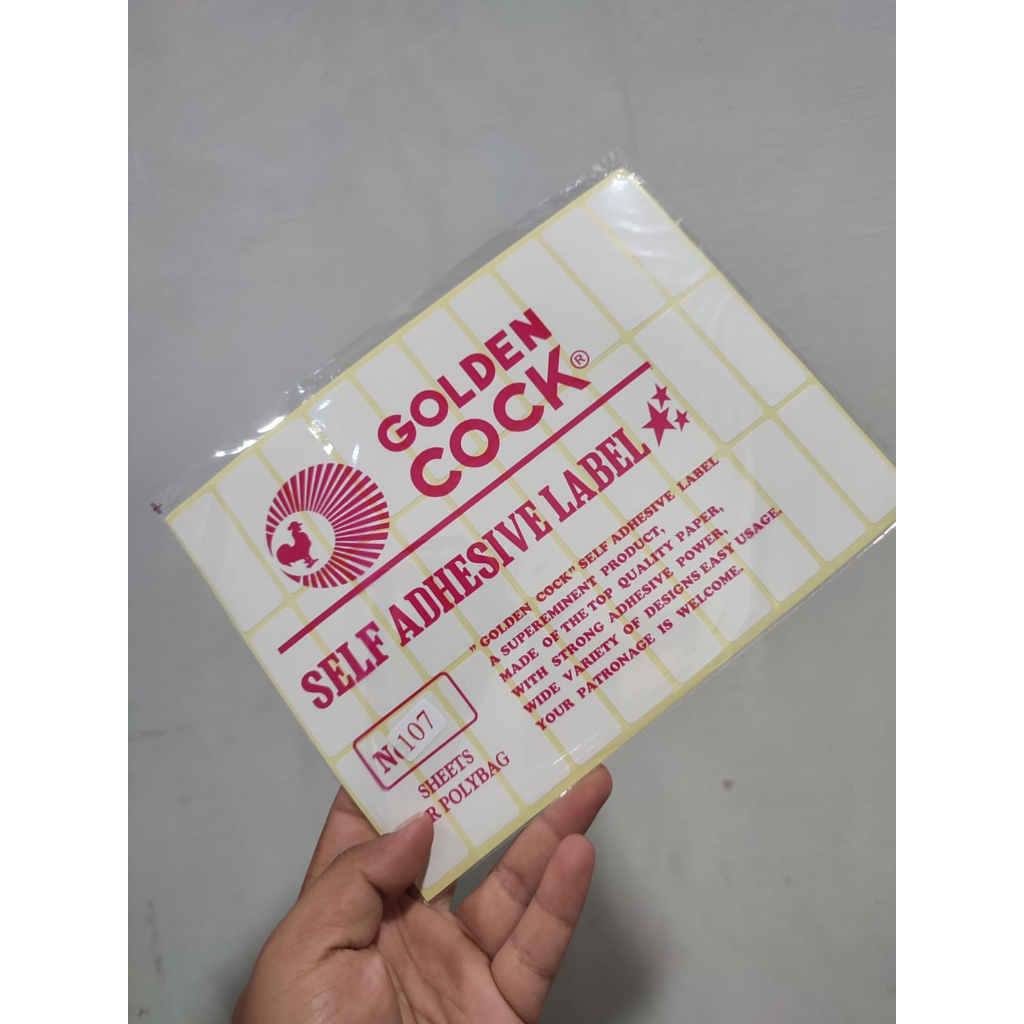 GOLDEN
COCK®
SELF ADHESIVE LABEL
" GOLDEN COCK" SELF ADHESIVE LABEL
A SUPEREMINENT PRODUCT,
MADE OF THE TOP QUALITY PAPER,
WITH STRONG ADHESIVE POWER,
WIDE VARIETY OF DESIGNS EASY USAGE.
YOUR PATRONAGE IS WELCOME.
107
SHEETS
POLYBAG